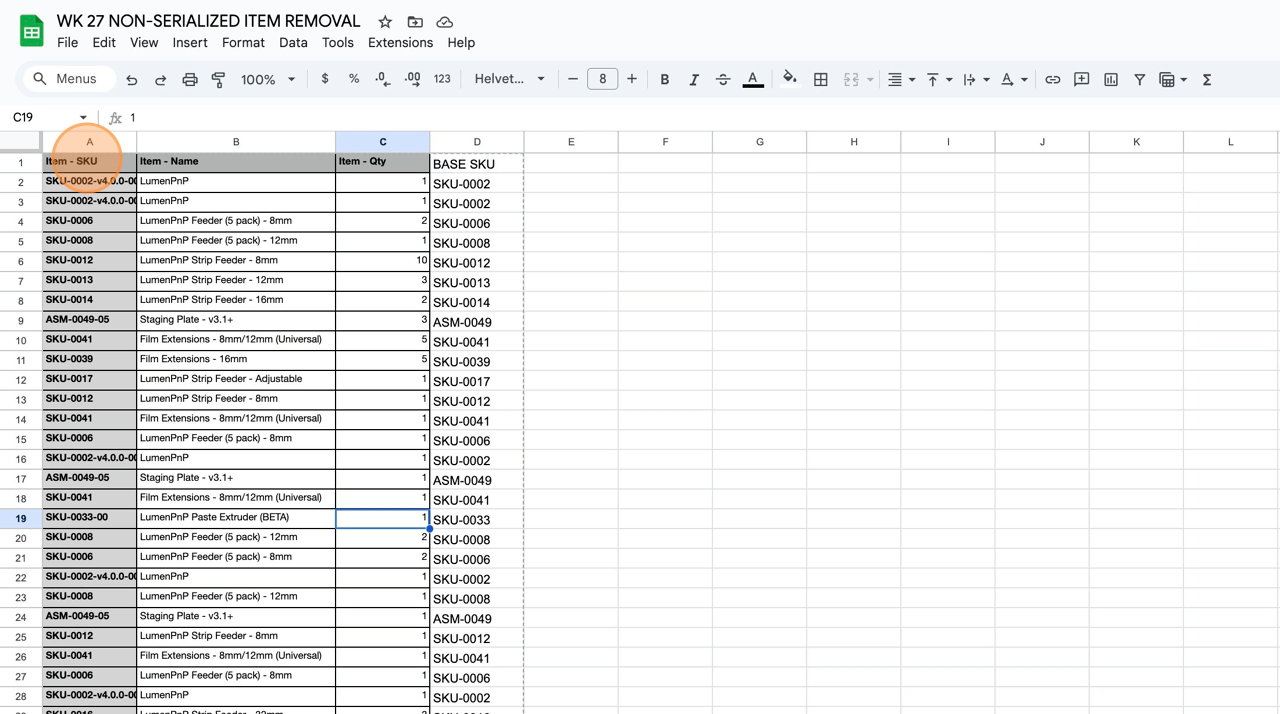 WK 27 NON-SERIALIZED ITEM REMOVAL
File Edit View Insert Format Data Tools Extensions Help
Menus 100% $ % .0 .00 123 Helvet... 8 B I A
C19 fx 1
A B C D E F G H I J K L
1 Item - SKU Item - Name Item - Qty BASE SKU
2 SKU-0002-v4.0.0-00 LumenPnP 1 SKU-0002
3 SKU-0002-v4.0.0-00 LumenPnP 1 SKU-0002
4 SKU-0006 LumenPnP Feeder (5 pack) - 8mm 2 SKU-0006
5 SKU-0008 LumenPnP Feeder (5 pack) - 12mm 1 SKU-0008
6 SKU-0012 LumenPnP Strip Feeder - 8mm 10 SKU-0012
7 SKU-0013 LumenPnP Strip Feeder - 12mm 3 SKU-0013
8 SKU-0014 LumenPnP Strip Feeder - 16mm 2 SKU-0014
9 ASM-0049-05 Staging Plate - v3.1+ 3 ASM-0049
10 SKU-0041 Film Extensions - 8mm/12mm (Universal) 5 SKU-0041
11 SKU-0039 Film Extensions - 16mm 5 SKU-0039
12 SKU-0017 LumenPnP Strip Feeder - Adjustable 1 SKU-0017
13 SKU-0012 LumenPnP Strip Feeder - 8mm 1 SKU-0012
14 SKU-0041 Film Extensions - 8mm/12mm (Universal) 1 SKU-0041
15 SKU-0006 LumenPnP Feeder (5 pack) - 8mm 1 SKU-0006
16 SKU-0002-v4.0.0-00 LumenPnP 1 SKU-0002
17 ASM-0049-05 Staging Plate - v3.1+ 1 ASM-0049
18 SKU-0041 Film Extensions - 8mm/12mm (Universal) 1 SKU-0041
19 SKU-0033-00 LumenPnP Paste Extruder (BETA) 1 SKU-0033
20 SKU-0008 LumenPnP Feeder (5 pack) - 12mm 2 SKU-0008
21 SKU-0006 LumenPnP Feeder (5 pack) - 8mm 2 SKU-0006
22 SKU-0002-v4.0.0-00 LumenPnP 1 SKU-0002
23 SKU-0008 LumenPnP Feeder (5 pack) - 12mm 1 SKU-0008
24 ASM-0049-05 Staging Plate - v3.1+ 1 ASM-0049
25 SKU-0012 LumenPnP Strip Feeder - 8mm 1 SKU-0012
26 SKU-0041 Film Extensions - 8mm/12mm (Universal) 1 SKU-0041
27 SKU-0006 LumenPnP Feeder (5 pack) - 8mm 1 SKU-0006
28 SKU-0002-v4.0.0-00 LumenPnP 1 SKU-0002